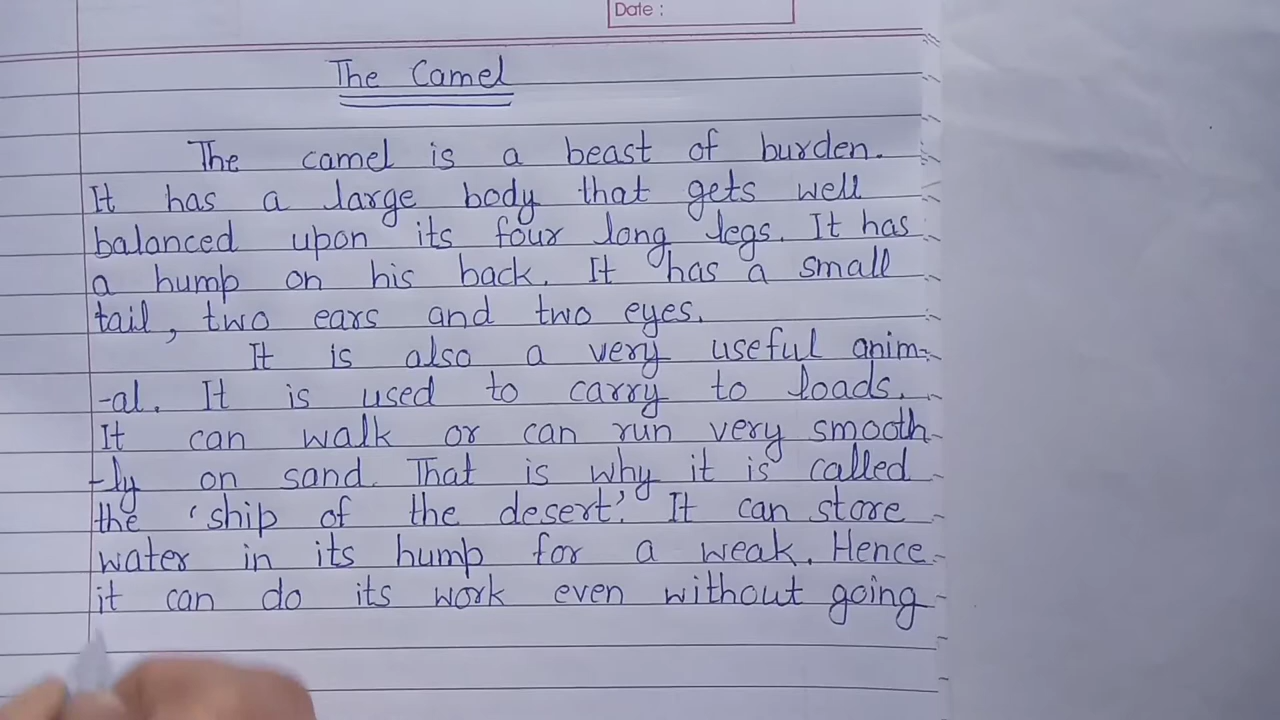 Date :
The Camel
The camel is a beast of burden.
It has a large body that gets well
balanced upon its four long legs. It has
a hump on his back. It has a small
tail, two ears and two eyes.
It is also a very useful anim-
-al. It is used to carry to loads.
It can walk or can run very smooth-
-ly on sand. That is why it is called
the 'ship of the desert'. It can store
water in its hump for a weak. Hence
it can do its work even without going